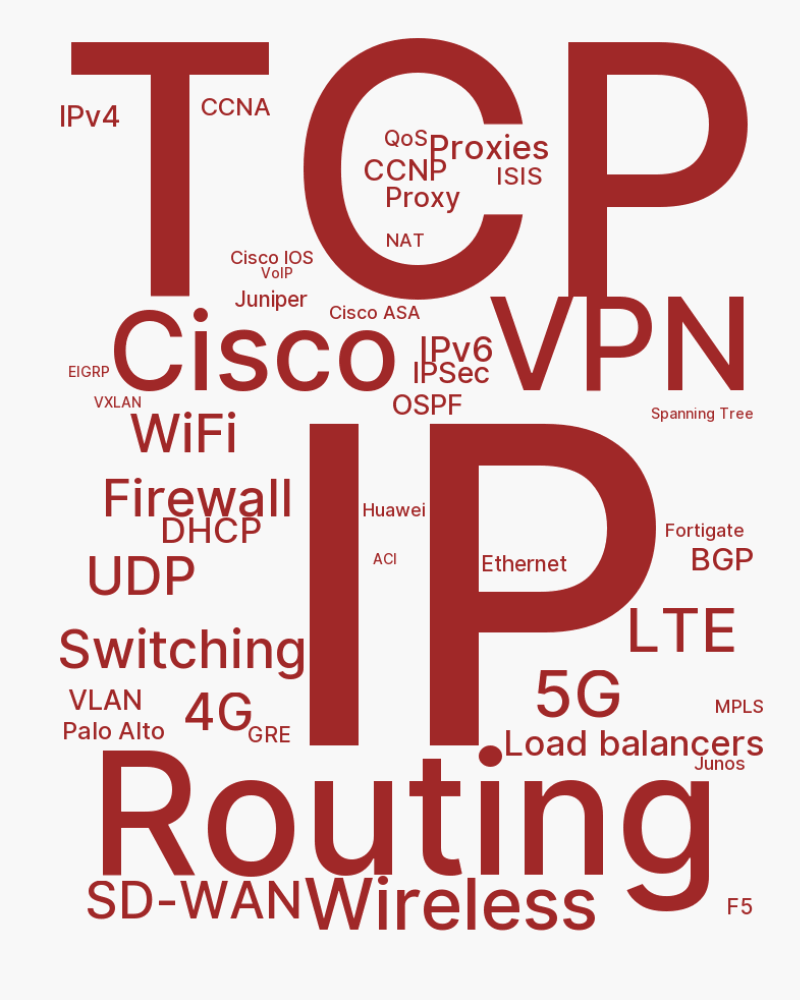 TCP
IPv4
CCNA
QoS
Proxies
CCNP
ISIS
Proxy
NAT
Cisco IOS
VoIP
Juniper
Cisco ASA
Cisco
VPN
IPv6
IPSec
EIGRP
VXLAN
OSPF
Spanning Tree
WiFi
IP
Firewall
Huawei
DHCP
Fortigate
ACI
Ethernet
BGP
UDP
LTE
Switching
5G
VLAN
4G
MPLS
Palo Alto
GRE
Load balancers
Junos
Routing
SD-WAN
Wireless
F5